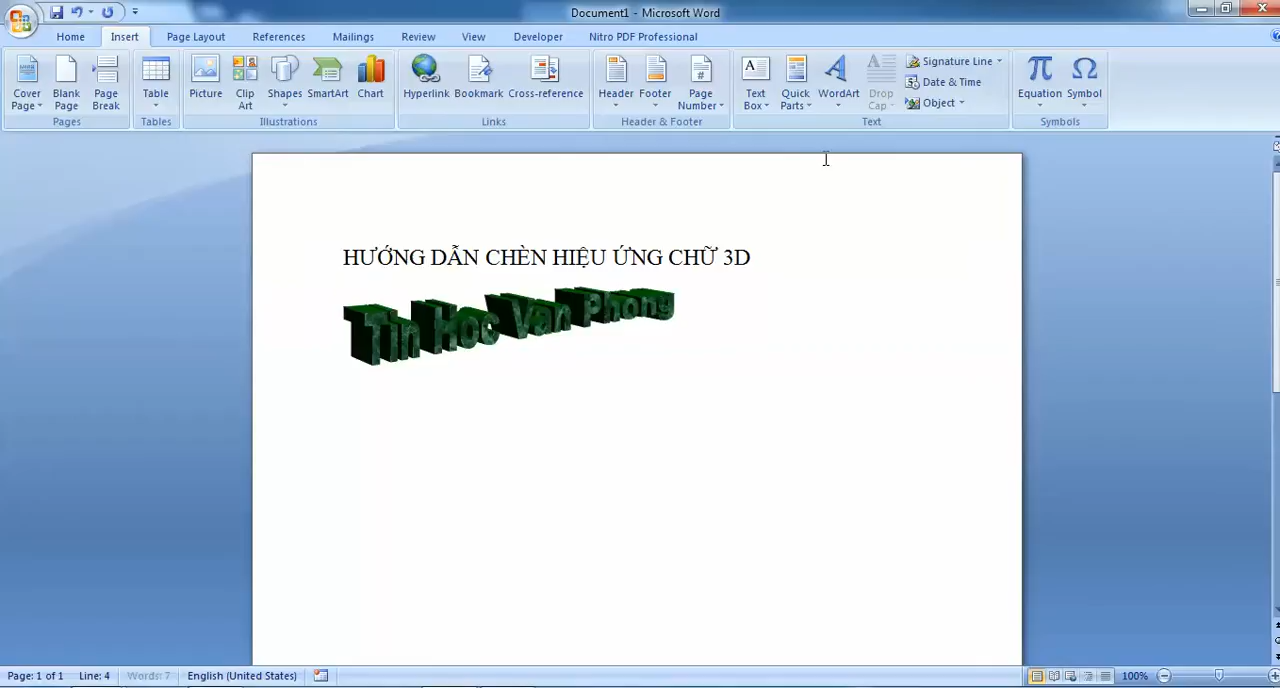 Document1 - Microsoft Word
Home Insert Page Layout References Mailings Review View Developer Nitro PDF Professional
Cover Page Blank Page Page Break Table Picture Clip Art Shapes SmartArt Chart Hyperlink Bookmark Cross-reference Header Footer Page Number Text Box Quick Parts WordArt Drop Cap Signature Line Date & Time Object Equation Symbol
Pages Tables Illustrations Links Header & Footer Text Symbols
HƯỚNG DẪN CHÈN HIỆU ỨNG CHỮ 3D
Tin Hoc Van Phong
Page: 1 of 1 Line: 4 Words: 7 English (United States) 100%